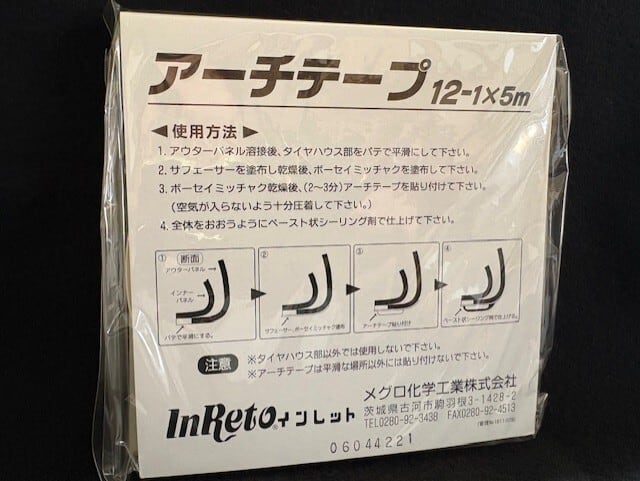 アーチテープ 12-1×5m
◀使用方法▶
1. アウターパネル溶接後、タイヤハウス部をパテで平滑にして下さい。
2. サフェーサーを塗布し乾燥後、ボーセイミッチャクを塗布して下さい。
3. ボーセイミッチャク乾燥後、(2〜3分)アーチテープを貼り付けて下さい。
(空気が入らないよう十分圧着して下さい。)
4. 全体をおおうようにペースト状シーリング剤で仕上げて下さい。
① 断面
アウターパネル
インナーパネル
パテで平滑にする。
②
サフェーサー、ボーセイミッチャク塗布
③
アーチテープ貼り付け
④
ペースト状シーリング剤で仕上げる。
注意
※タイヤハウス部以外では使用しないで下さい。
※アーチテープは平滑な場所以外には貼り付けないで下さい。
InReto®インレット
メグロ化学工業株式会社
茨城県古河市駒羽根3-1428-2
TEL0280-92-3438 FAX0280-92-4513
06044221